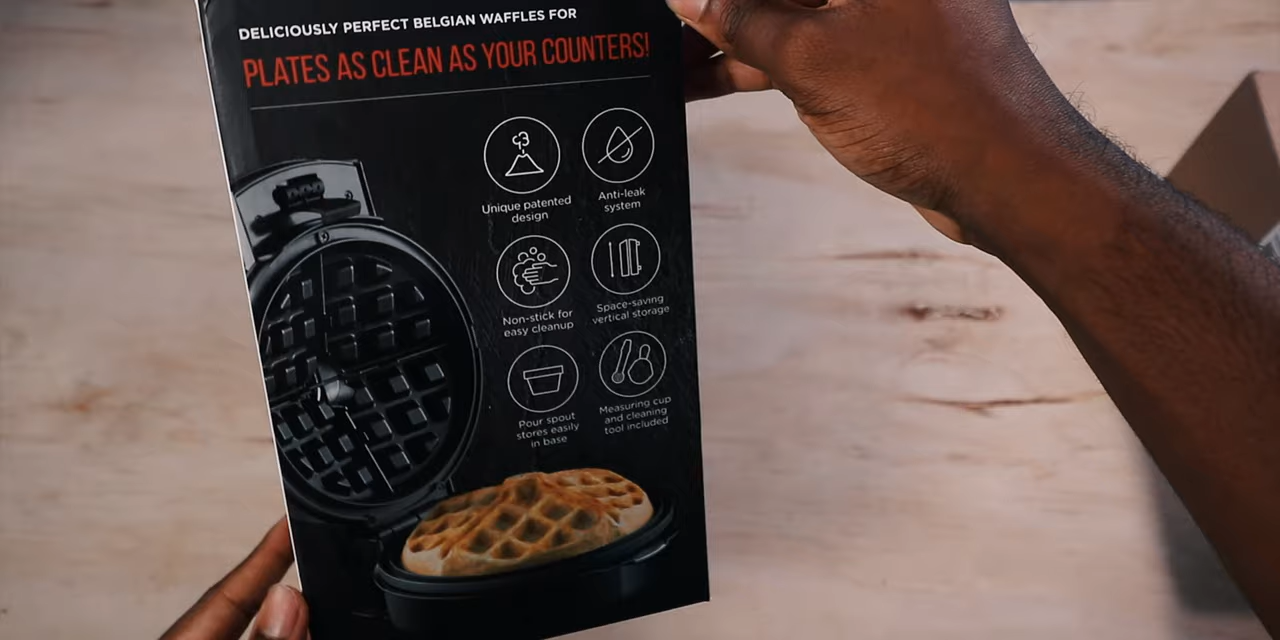 DELICIOUSLY PERFECT BELGIAN WAFFLES FOR
PLATES AS CLEAN AS YOUR COUNTERS!
Unique patented
design
Anti-leak
system
Non-stick for
easy cleanup
Space-saving
vertical storage
Pour spout
stores easily
in base
Measuring cup
and cleaning
tool included